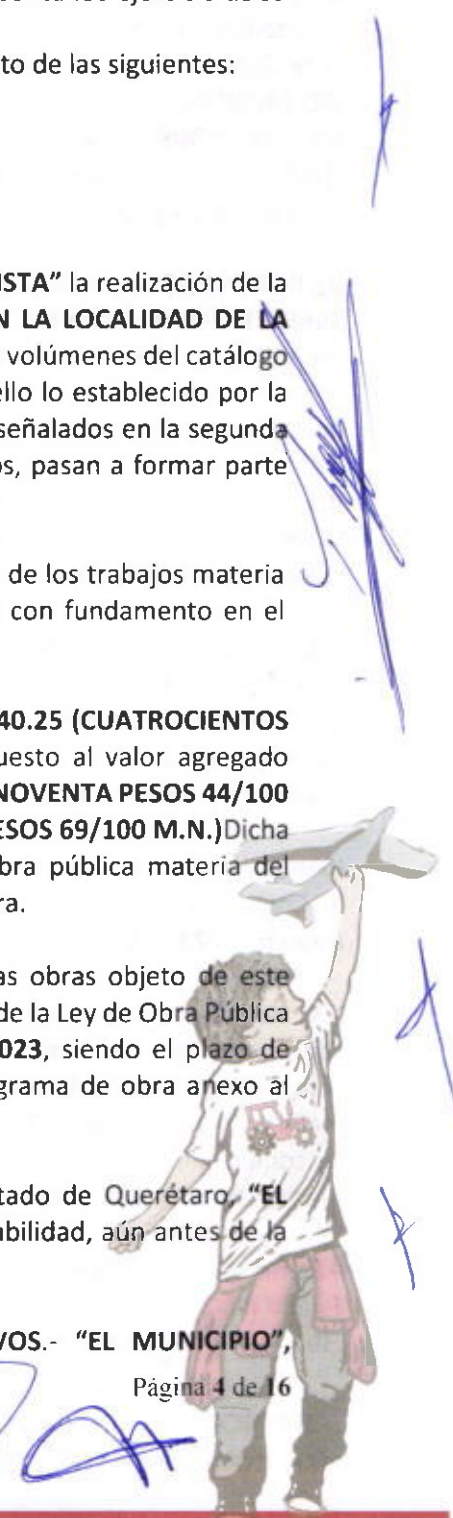 to de las siguientes:
ISTA" la realización de la
N LA LOCALIDAD DE LA
volúmenes del catálogo
ello lo establecido por la
señalados en la segunda
os, pasan a formar parte
de los trabajos materia
con fundamento en el
40.25 (CUATROCIENTOS
uesto al valor agregado
NOVENTA PESOS 44/100
ESOS 69/100 M.N.)Dicha
bra pública materia del
ra.
as obras objeto de este
de la Ley de Obra Pública
023, siendo el plazo de
grama de obra anexo al
tado de Querétaro, "EL
abilidad, aún antes de la
VOS.- "EL MUNICIPIO",
Página 4 de 16